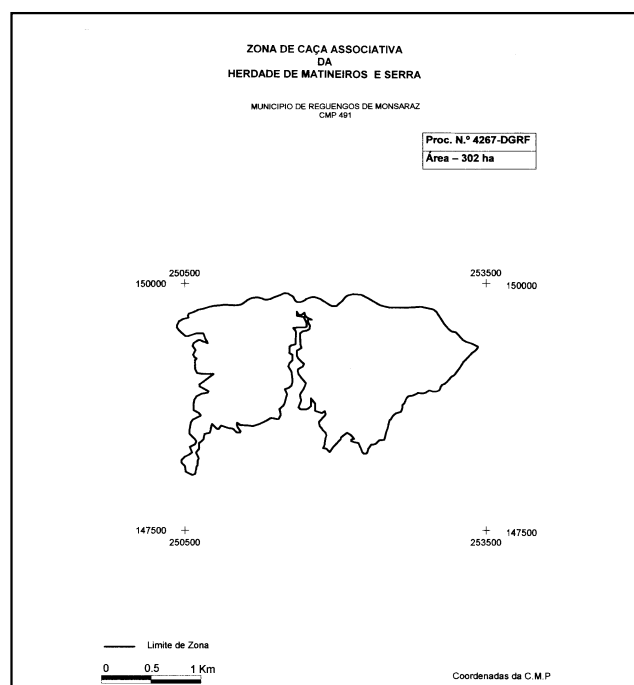 ZONA DE CAÇA ASSOCIATIVA
DA
HERDADE DE MATINEIROS E SERRA
MUNICIPIO DE REGUENGOS DE MONSARAZ
CMP 491
Proc. N.º 4267-DGRF
Área – 302 ha
250500
253500
150000
150000
147500
147500
250500
253500
Limite de Zona
0 0.5 1 Km
Coordenadas da C.M.P